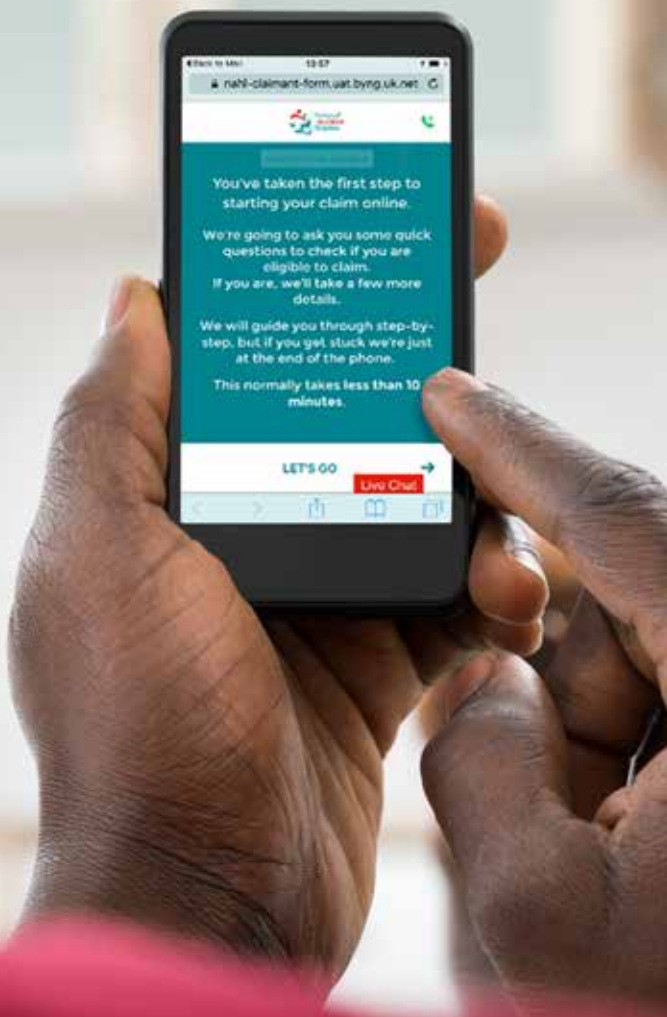 Back to Mail 13:57
nahl-claimant-form.uat.byng.uk.net
You've taken the first step to
starting your claim online.
We're going to ask you some quick
questions to check if you are
eligible to claim.
If you are, we'll take a few more
details.
We will guide you through step-by-
step, but if you get stuck we're just
at the end of the phone.
This normally takes less than 10
minutes.
LET'S GO
Live Chat